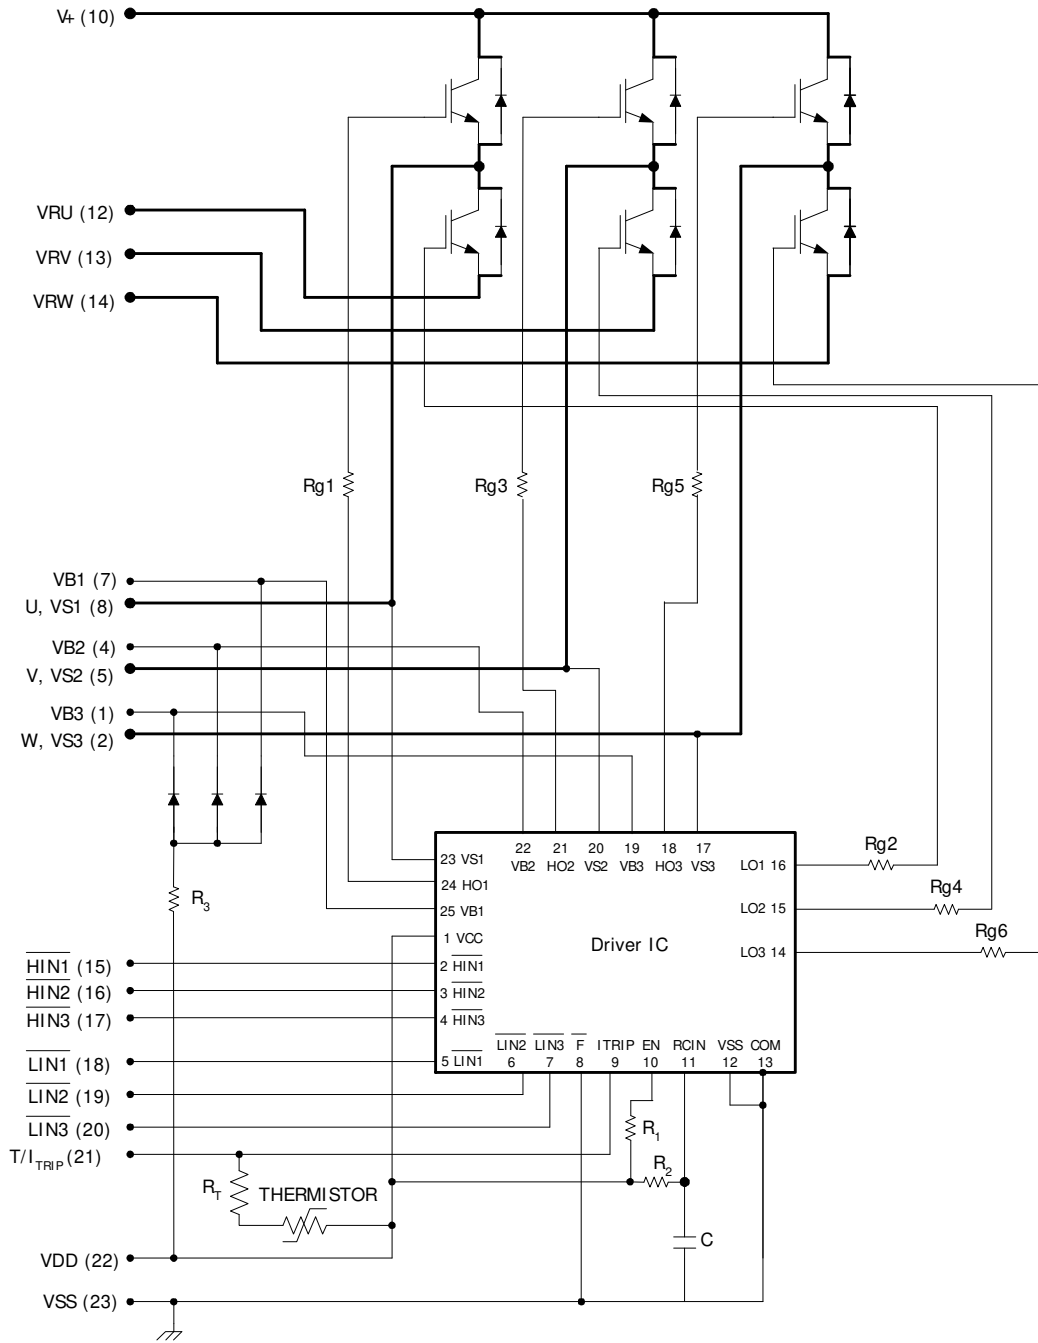 V+ (10)
VRU (12)
VRV (13)
VRW (14)
Rg1
Rg3
Rg5
VB1 (7)
U, VS1 (8)
VB2 (4)
V, VS2 (5)
VB3 (1)
W, VS3 (2)
22 21 20 19 18 17
VB2 HO2 VS2 VB3 HO3 VS3
23 VS1
24 HO1
25 VB1
1 VCC
2 HIN1
3 HIN2
4 HIN3
5 LIN1
Driver IC
LO1 16
LO2 15
LO3 14
Rg2
Rg4
Rg6
LIN2 LIN3 F ITRIP EN RCIN VSS COM
6 7 8 9 10 11 12 13
R3
HIN1 (15)
HIN2 (16)
HIN3 (17)
LIN1 (18)
LIN2 (19)
LIN3 (20)
T/ITRIP (21)
R1
R2
RT
THERMISTOR
C
VDD (22)
VSS (23)